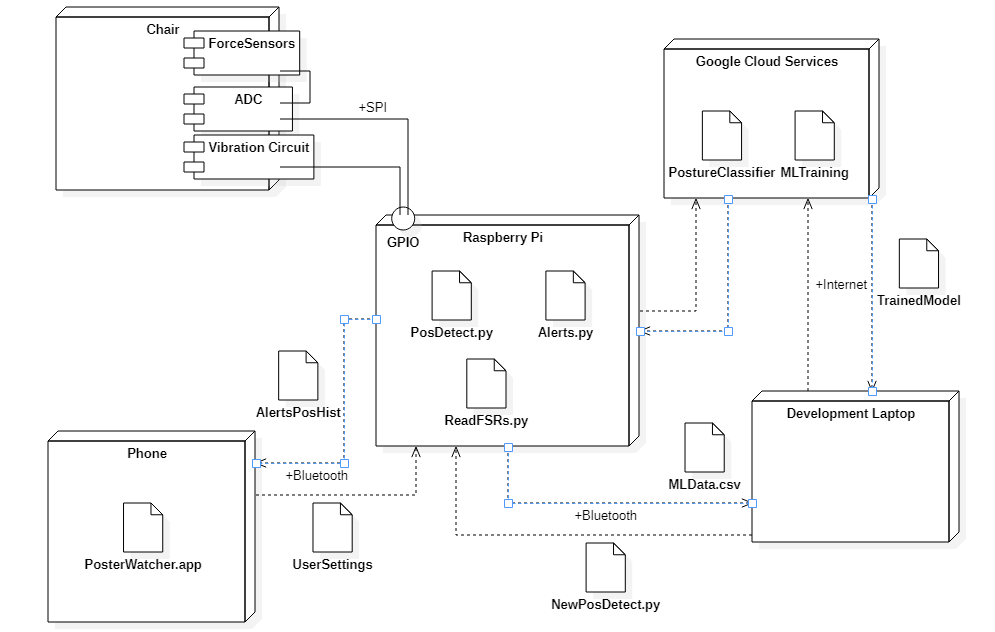 Chair
ForceSensors
ADC
+SPI
Vibration Circuit
Google Cloud Services
PostureClassifier
MLTraining
GPIO
Raspberry Pi
PosDetect.py
Alerts.py
ReadFSRs.py
+Internet
TrainedModel
AlertsPosHist
Development Laptop
Phone
+Bluetooth
MLData.csv
+Bluetooth
PosterWatcher.app
UserSettings
NewPosDetect.py